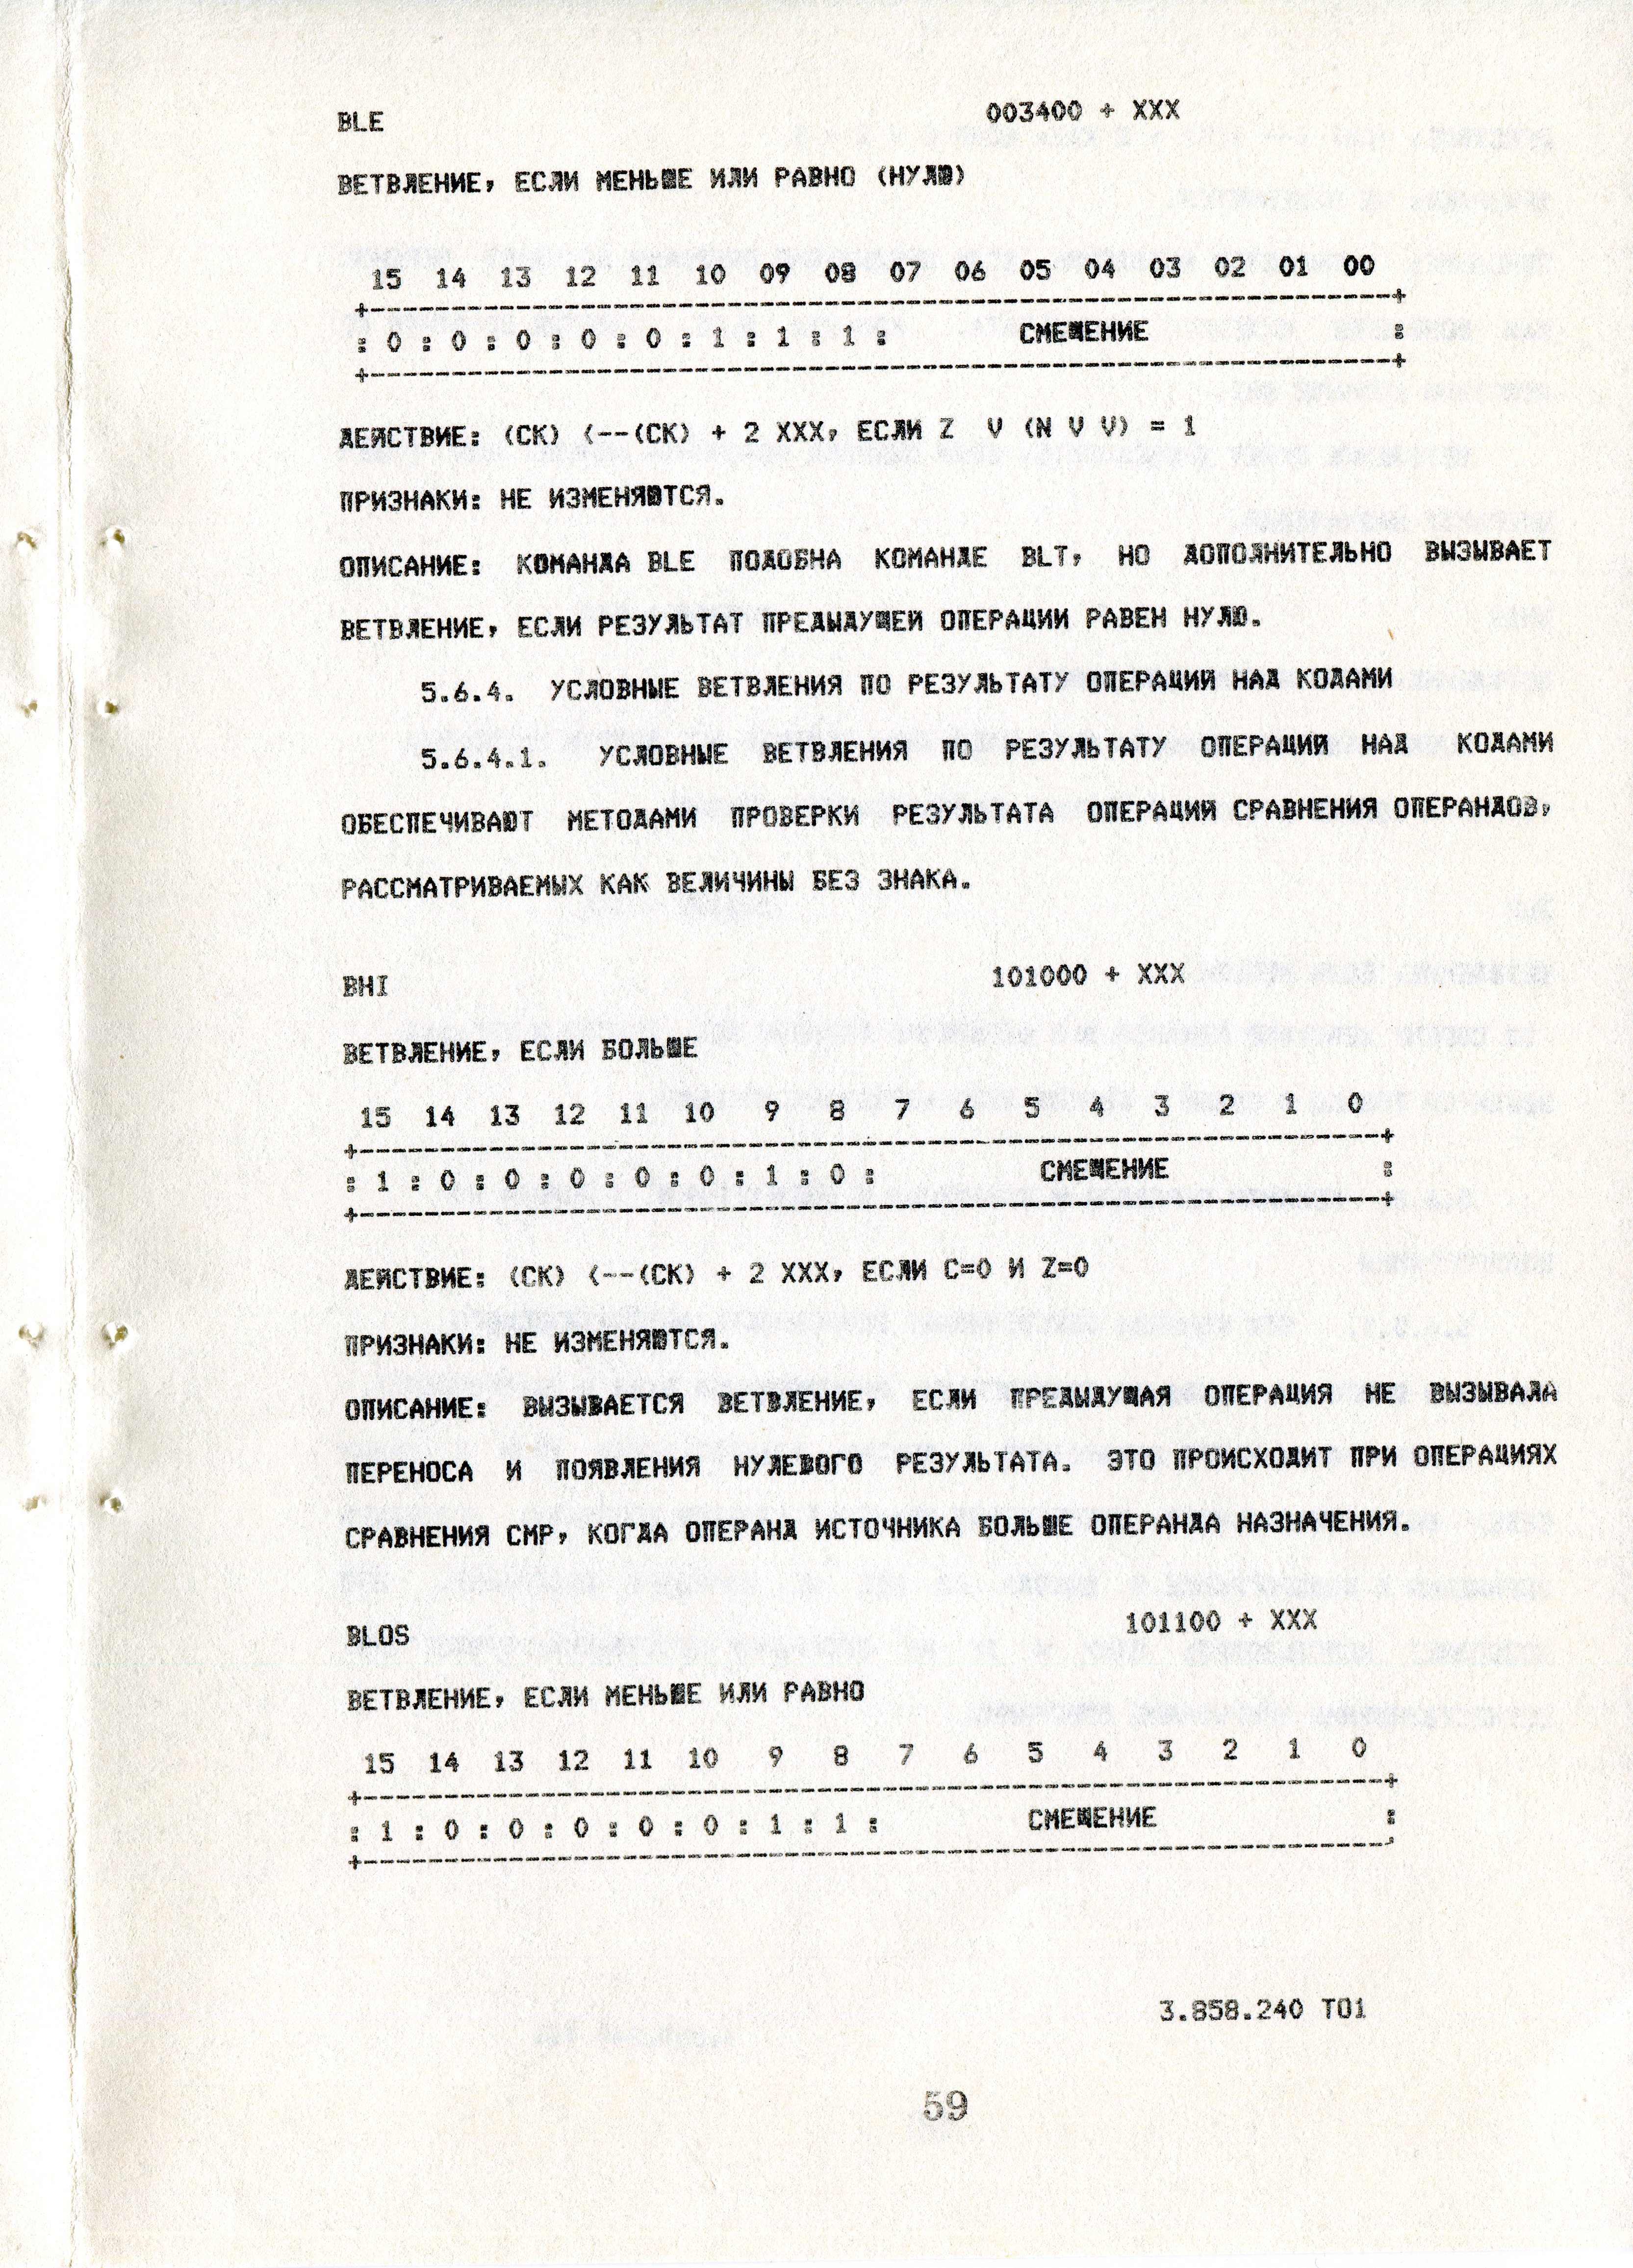 BLE 003400 + XXX
ВЕТВЛЕНИЕ, ЕСЛИ МЕНЬШЕ ИЛИ РАВНО (НУЛЮ)
15 14 13 12 11 10 09 08 07 06 05 04 03 02 01 00
+----------------------------------------------------------------+
: 0 : 0 : 0 : 0 : 0 : 1 : 1 : 1 : СМЕЩЕНИЕ :
+----------------------------------------------------------------+
ДЕЙСТВИЕ: (СК) <--(СК) + 2 XXX, ЕСЛИ Z V (N V V) = 1
ПРИЗНАКИ: НЕ ИЗМЕНЯЮТСЯ.
ОПИСАНИЕ: КОМАНДА BLE ПОДОБНА КОМАНДЕ BLT, НО ДОПОЛНИТЕЛЬНО ВЫЗЫВАЕТ
ВЕТВЛЕНИЕ, ЕСЛИ РЕЗУЛЬТАТ ПРЕДЫДУЩЕЙ ОПЕРАЦИИ РАВЕН НУЛЮ.
5.6.4. УСЛОВНЫЕ ВЕТВЛЕНИЯ ПО РЕЗУЛЬТАТУ ОПЕРАЦИЙ НАД КОДАМИ
5.6.4.1. УСЛОВНЫЕ ВЕТВЛЕНИЯ ПО РЕЗУЛЬТАТУ ОПЕРАЦИЙ НАД КОДАМИ
ОБЕСПЕЧИВАЮТ МЕТОДАМИ ПРОВЕРКИ РЕЗУЛЬТАТА ОПЕРАЦИЙ СРАВНЕНИЯ ОПЕРАНДОВ,
РАССМАТРИВАЕМЫХ КАК ВЕЛИЧИНЫ БЕЗ ЗНАКА.
BHI 101000 + XXX
ВЕТВЛЕНИЕ, ЕСЛИ БОЛЬШЕ
15 14 13 12 11 10 9 8 7 6 5 4 3 2 1 0
+----------------------------------------------------------------+
: 1 : 0 : 0 : 0 : 0 : 0 : 1 : 0 : СМЕЩЕНИЕ :
+----------------------------------------------------------------+
ДЕЙСТВИЕ: (СК) <--(СК) + 2 XXX, ЕСЛИ C=0 И Z=0
ПРИЗНАКИ: НЕ ИЗМЕНЯЮТСЯ.
ОПИСАНИЕ: ВЫЗЫВАЕТСЯ ВЕТВЛЕНИЕ, ЕСЛИ ПРЕДЫДУЩАЯ ОПЕРАЦИЯ НЕ ВЫЗЫВАЛА
ПЕРЕНОСА И ПОЯВЛЕНИЯ НУЛЕВОГО РЕЗУЛЬТАТА. ЭТО ПРОИСХОДИТ ПРИ ОПЕРАЦИЯХ
СРАВНЕНИЯ CMP, КОГДА ОПЕРАНД ИСТОЧНИКА БОЛЬШЕ ОПЕРАНДА НАЗНАЧЕНИЯ.
BLOS 101100 + XXX
ВЕТВЛЕНИЕ, ЕСЛИ МЕНЬШЕ ИЛИ РАВНО
15 14 13 12 11 10 9 8 7 6 5 4 3 2 1 0
+----------------------------------------------------------------+
: 1 : 0 : 0 : 0 : 0 : 0 : 1 : 1 : СМЕЩЕНИЕ :
+----------------------------------------------------------------+
3.858.240 ТО1
59